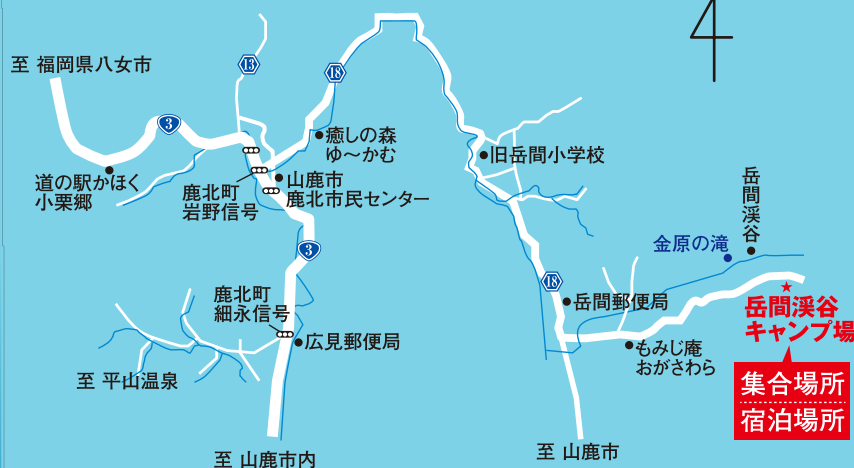 至 福岡県八女市
13
18
3
癒しの森
ゆ〜かむ
旧岳間小学校
道の駅かほく
小栗郷
鹿北町
岩野信号
山鹿市
鹿北市民センター
岳間渓谷
金原の滝
3
18
鹿北町
細永信号
岳間郵便局
岳間渓谷
キャンプ場
広見郵便局
もみじ庵
おがさわら
至 平山温泉
集合場所
宿泊場所
至 山鹿市内
至 山鹿市